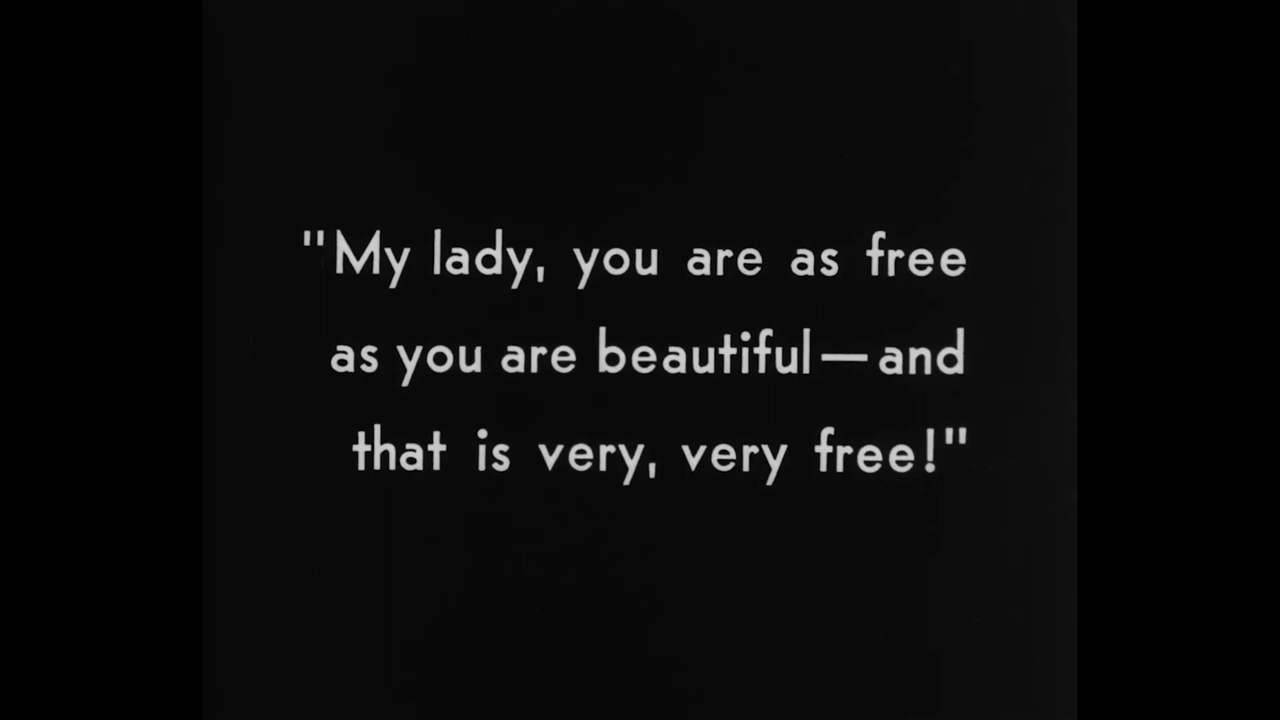 "My lady, you are as free
as you are beautiful—and
that is very, very free!"